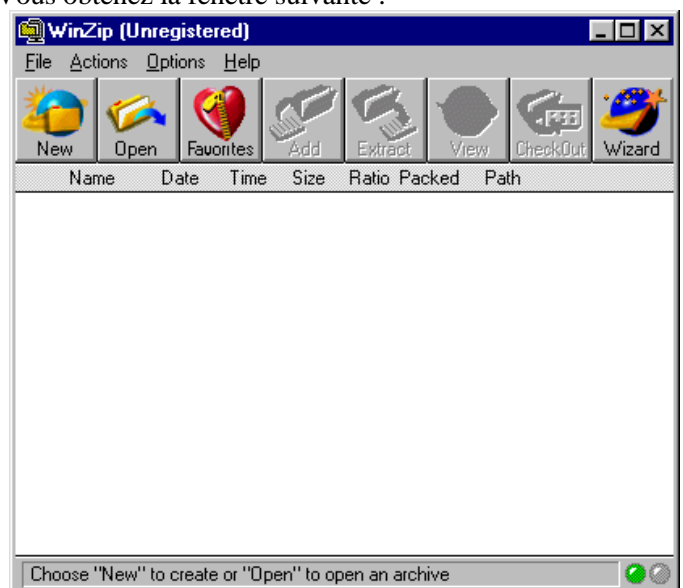 Vous obtenez la fenêtre suivante :
WinZip (Unregistered)
File Actions Options Help
New Open Favorites Add Extract View CheckOut Wizard
Name Date Time Size Ratio Packed Path
Choose "New" to create or "Open" to open an archive